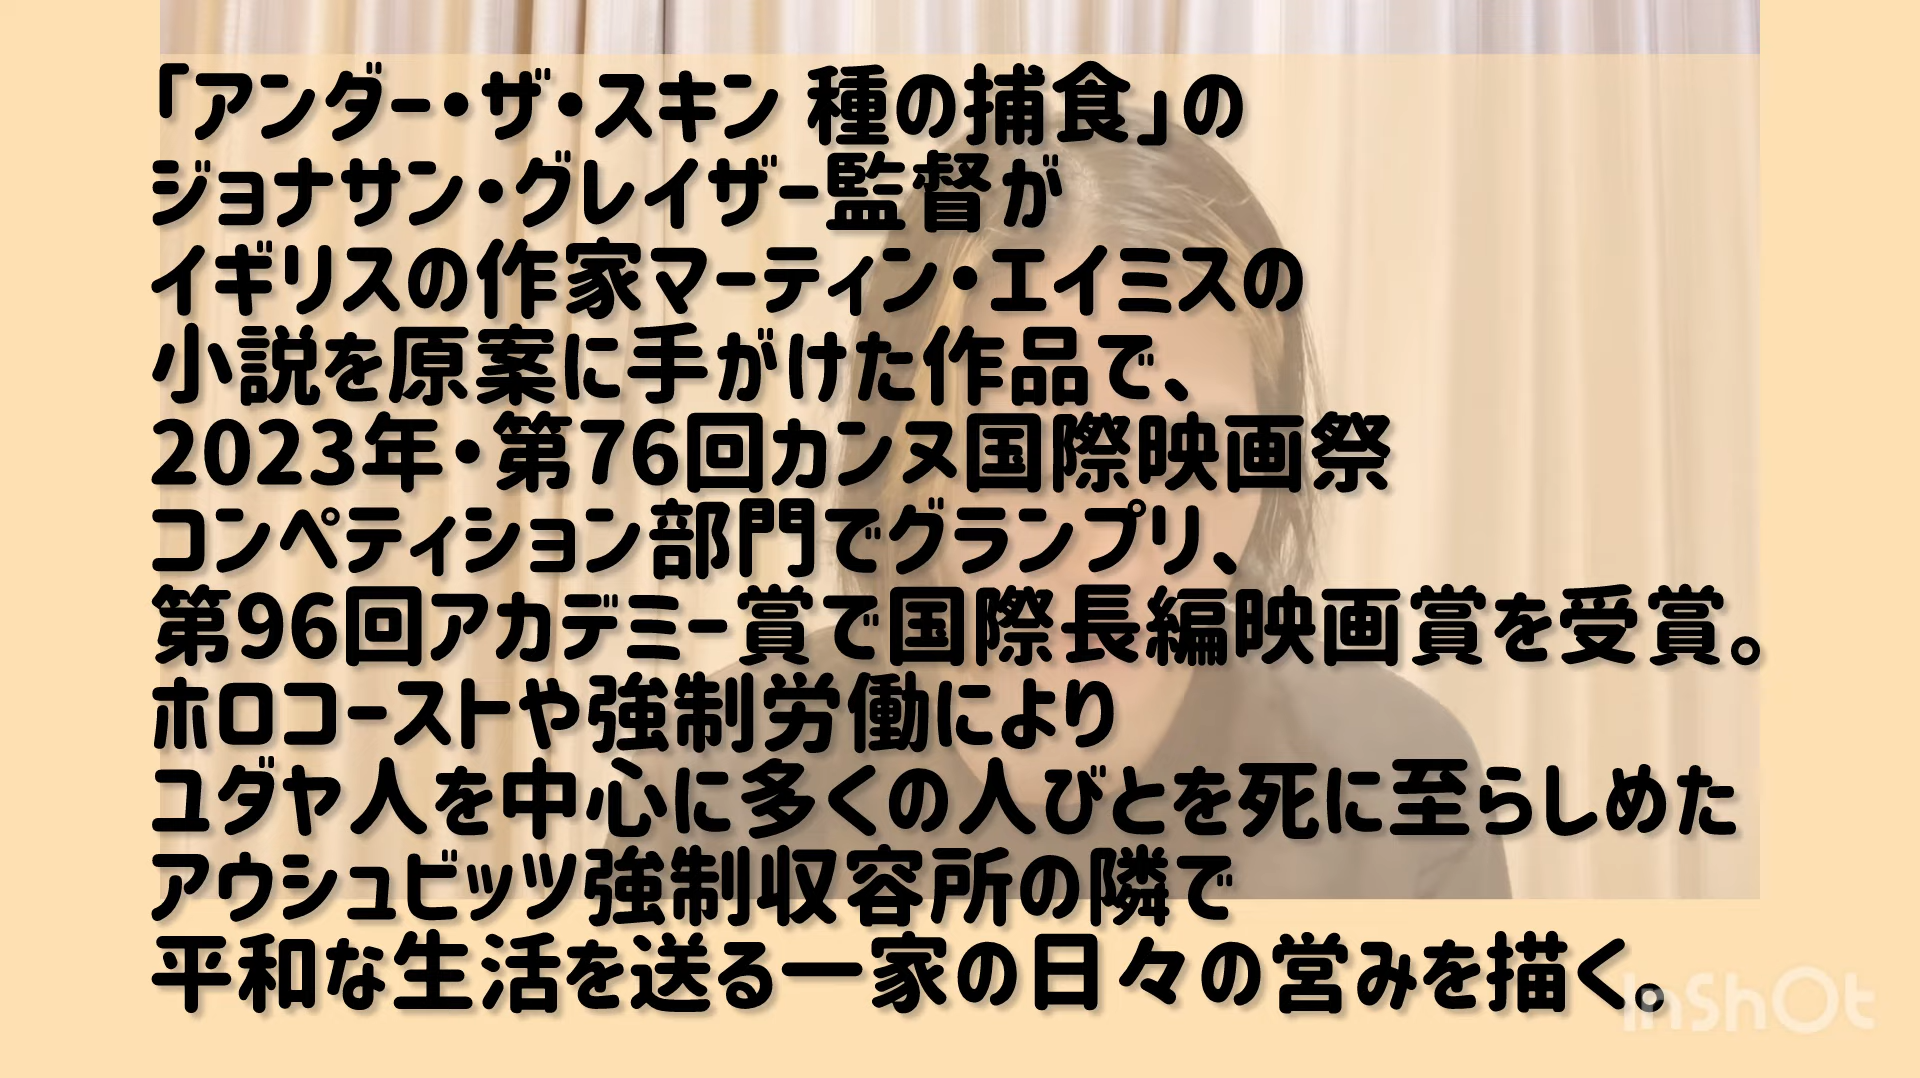 「アンダー・ザ・スキン 種の捕食」の
ジョナサン・グレイザー監督が
イギリスの作家マーティン・エイミスの
小説を原案に手がけた作品で、
2023年・第76回カンヌ国際映画祭
コンペティション部門でグランプリ、
第96回アカデミー賞で国際長編映画賞を受賞。
ホロコーストや強制労働により
ユダヤ人を中心に多くの人びとを死に至らしめた
アウシュビッツ強制収容所の隣で
平和な生活を送る一家の日々の営みを描く。
InShOt